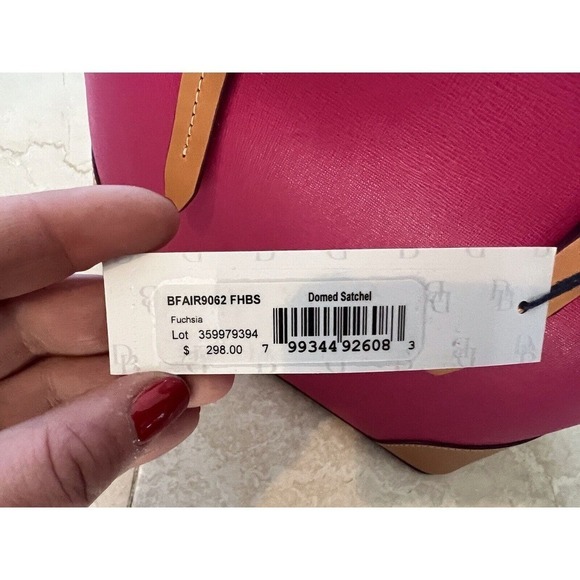 BFAIR9062 FHBS Domed Satchel
Fuchsia
Lot 359979394
$ 298.00
7 99344 92608 3